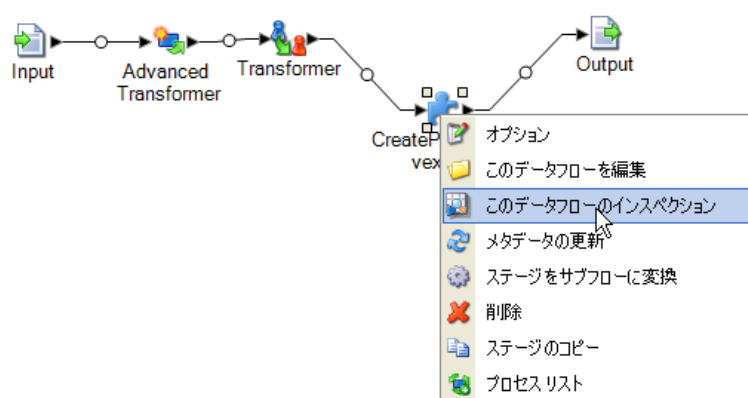 Input
Advanced
Transformer
Transformer
Output
CreateP
vex
オプション
このデータフローを編集
このデータフローのインスペクション
メタデータの更新
ステージをサブフローに変換
削除
ステージのコピー
プロセス リスト